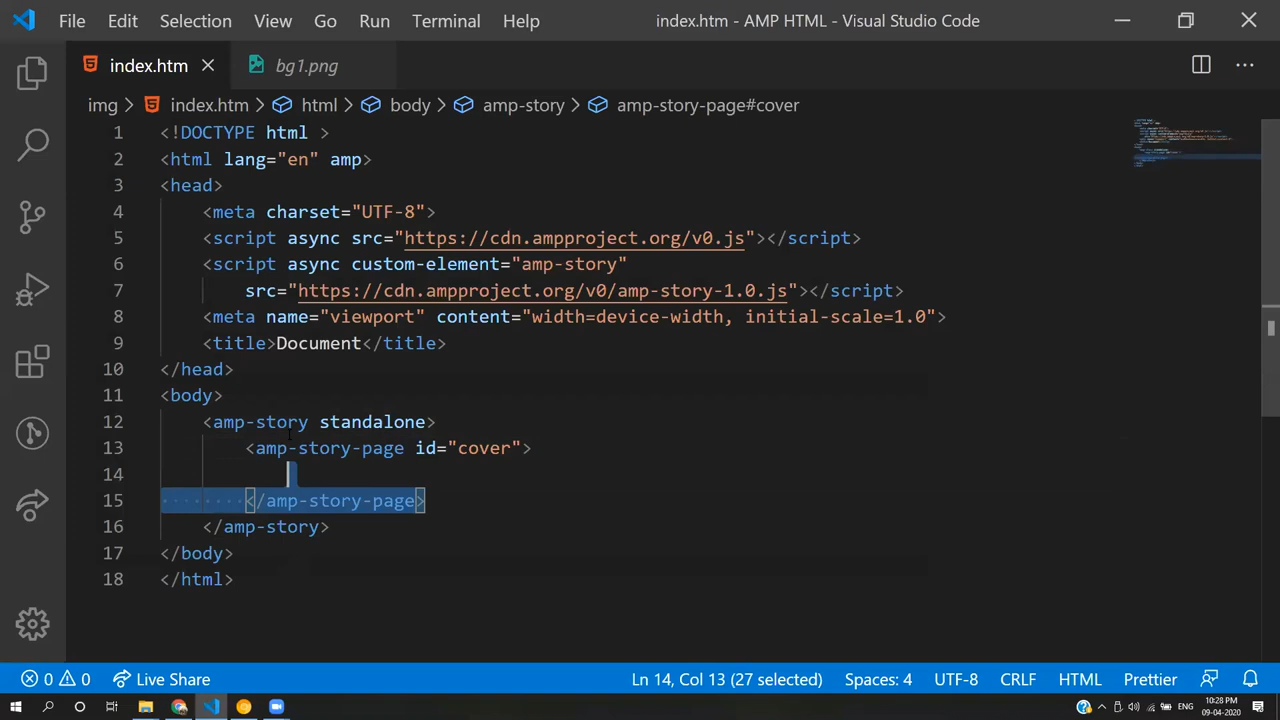 File Edit Selection View Go Run Terminal Help index.htm - AMP HTML - Visual Studio Code
index.htm bg1.png
img index.htm html body amp-story amp-story-page#cover
1 <!DOCTYPE html >
2 <html lang="en" amp>
3 <head>
4 <meta charset="UTF-8">
5 <script async src="https://cdn.ampproject.org/v0.js"></script>
6 <script async custom-element="amp-story"
7 src="https://cdn.ampproject.org/v0/amp-story-1.0.js"></script>
8 <meta name="viewport" content="width=device-width, initial-scale=1.0">
9 <title>Document</title>
10 </head>
11 <body>
12 <amp-story standalone>
13 <amp-story-page id="cover">
14
15 </amp-story-page>
16 </amp-story>
17 </body>
18 </html>
0 0 Live Share Ln 14, Col 13 (27 selected) Spaces: 4 UTF-8 CRLF HTML Prettier
ENG 10:28 PM
09-04-2020